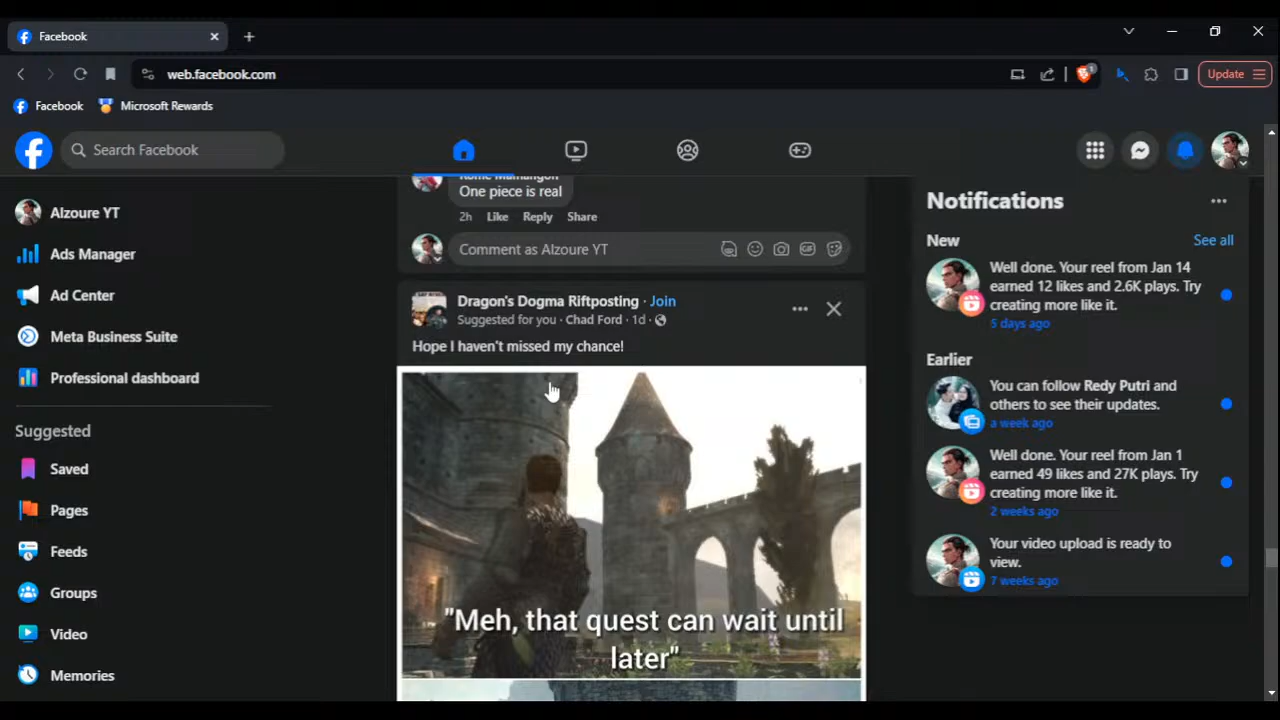 Facebook
web.facebook.com
Update
Facebook
Microsoft Rewards
Search Facebook
Alzoure YT
Ads Manager
Ad Center
Meta Business Suite
Professional dashboard
Suggested
Saved
Pages
Feeds
Groups
Video
Memories
One piece is real
2h Like Reply Share
Comment as Alzoure YT
GIF
Dragon's Dogma Riftposting · Join
Suggested for you · Chad Ford · 1d ·
Hope I haven't missed my chance!
"Meh, that quest can wait until
later"
Notifications
New
See all
Well done. Your reel from Jan 14
earned 12 likes and 2.6K plays. Try
creating more like it.
5 days ago
Earlier
You can follow Redy Putri and
others to see their updates.
a week ago
Well done. Your reel from Jan 1
earned 49 likes and 27K plays. Try
creating more like it.
2 weeks ago
Your video upload is ready to
view.
7 weeks ago